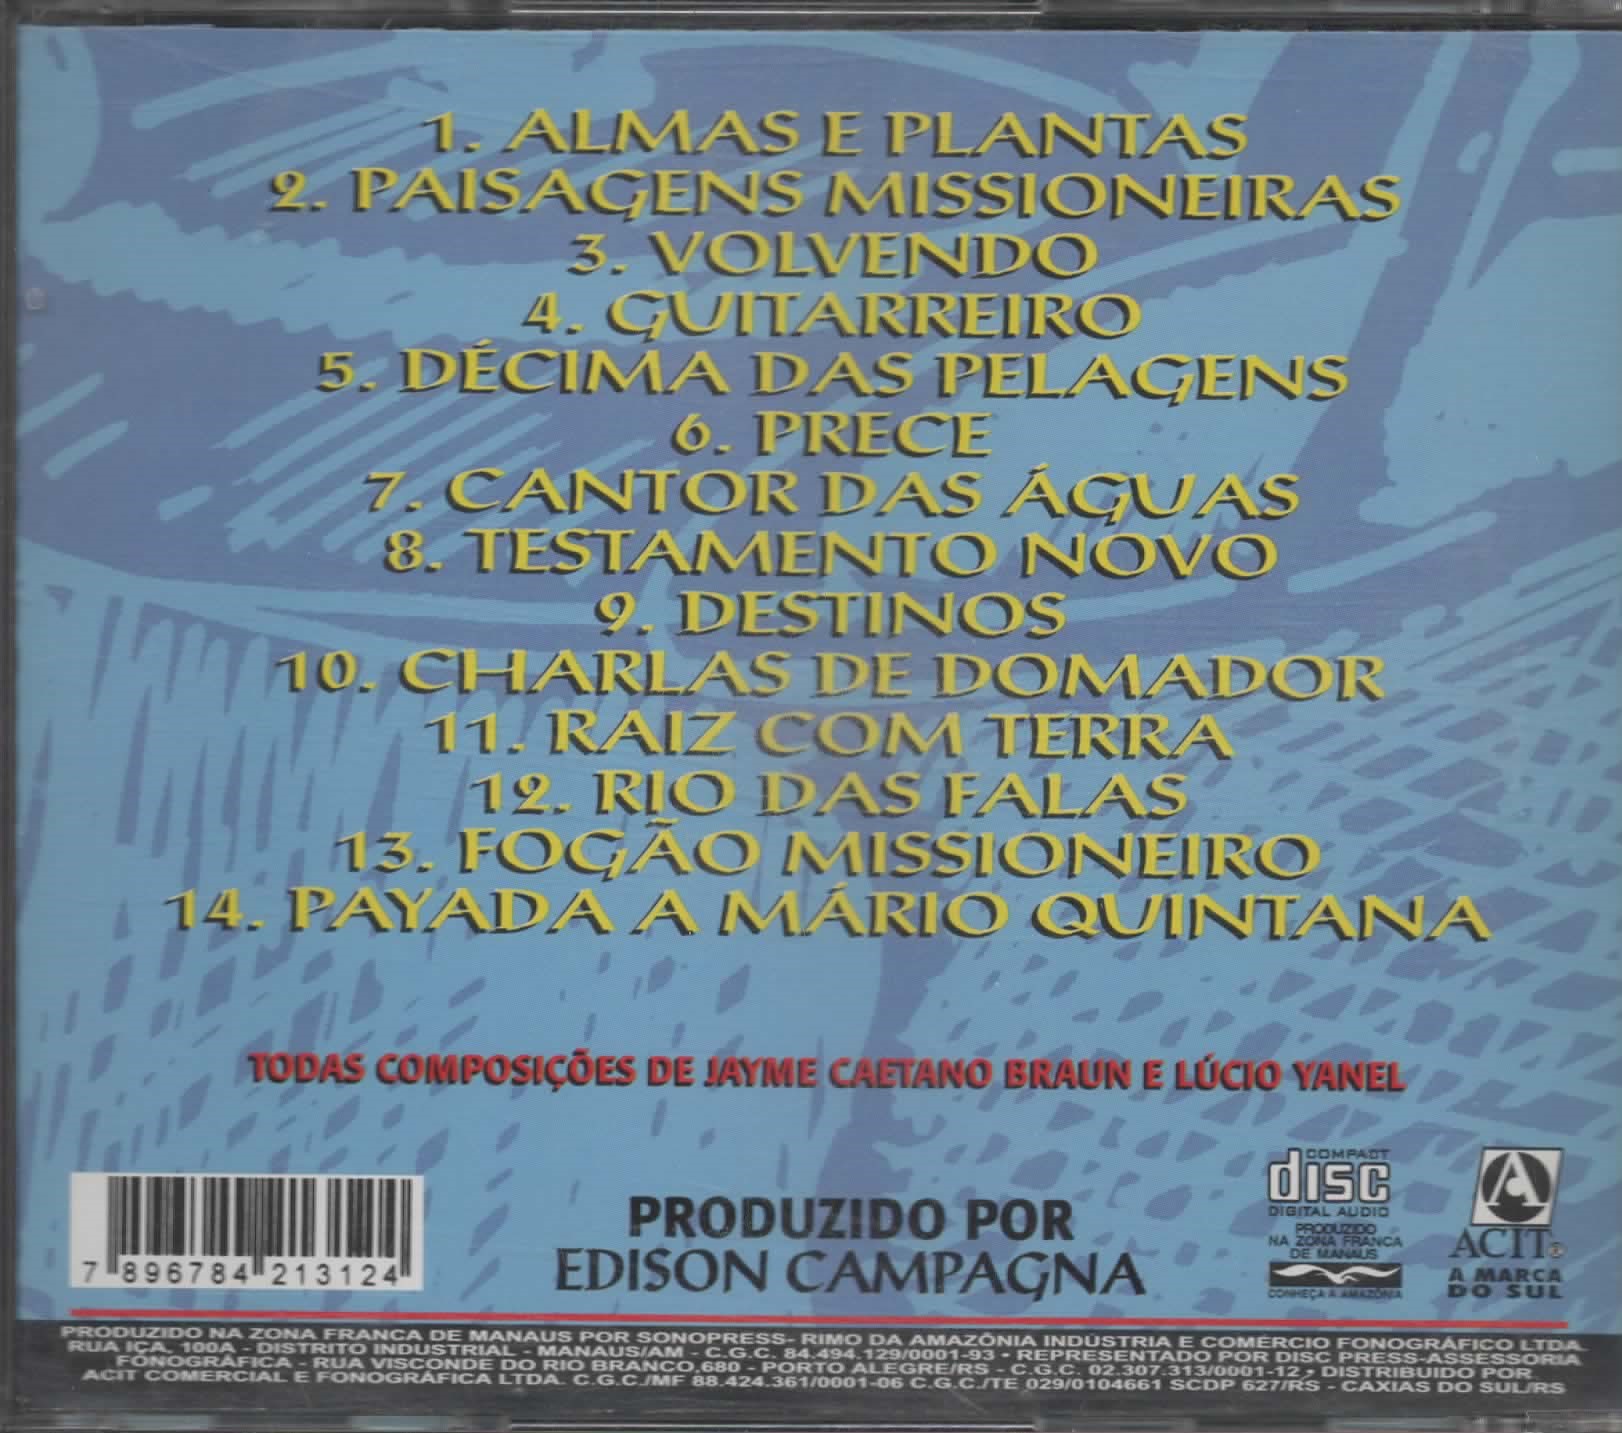 1. ALMAS E PLANTAS
2. PAISAGENS MISSIONEIRAS
3. VOLVENDO
4. GUITARREIRO
5. DÉCIMA DAS PELAGENS
6. PRECE
7. CANTOR DAS ÁGUAS
8. TESTAMENTO NOVO
9. DESTINOS
10. CHARLAS DE DOMADOR
11. RAIZ COM TERRA
12. RIO DAS FALAS
13. FOGÃO MISSIONEIRO
14. PAYADA A MÁRIO QUINTANA
TODAS COMPOSIÇÕES DE JAYME CAETANO BRAUN E LÚCIO YANEL
7 896784 213124
PRODUZIDO POR
EDISON CAMPAGNA
COMPACT
disc
DIGITAL AUDIO
PRODUZIDO
NA ZONA FRANCA
DE MANAUS
CONHEÇA A AMAZÔNIA
A
ACIT®
A MARCA
DO SUL
PRODUZIDO NA ZONA FRANCA DE MANAUS POR SONOPRESS- RIMO DA AMAZÔNIA INDÚSTRIA E COMÉRCIO FONOGRÁFICO LTDA.
RUA IÇA, 100A - DISTRITO INDUSTRIAL - MANAUS/AM - C.G.C. 84.494.129/0001-93 • REPRESENTADO POR DISC PRESS-ASSESSORIA
FONOGRÁFICA - RUA VISCONDE DO RIO BRANCO,680 - PORTO ALEGRE/RS - C.G.C. 02.307.313/0001-12 • DISTRIBUIDO POR
ACIT COMERCIAL E FONOGRÁFICA LTDA. C.G.C./MF 88.424.361/0001-06 C.G.C./TE 029/0104661 SCDP 627/RS - CAXIAS DO SUL/RS